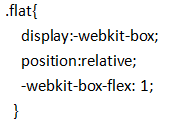 .flat{
display:-webkit-box;
position:relative;
-webkit-box-flex: 1;
}